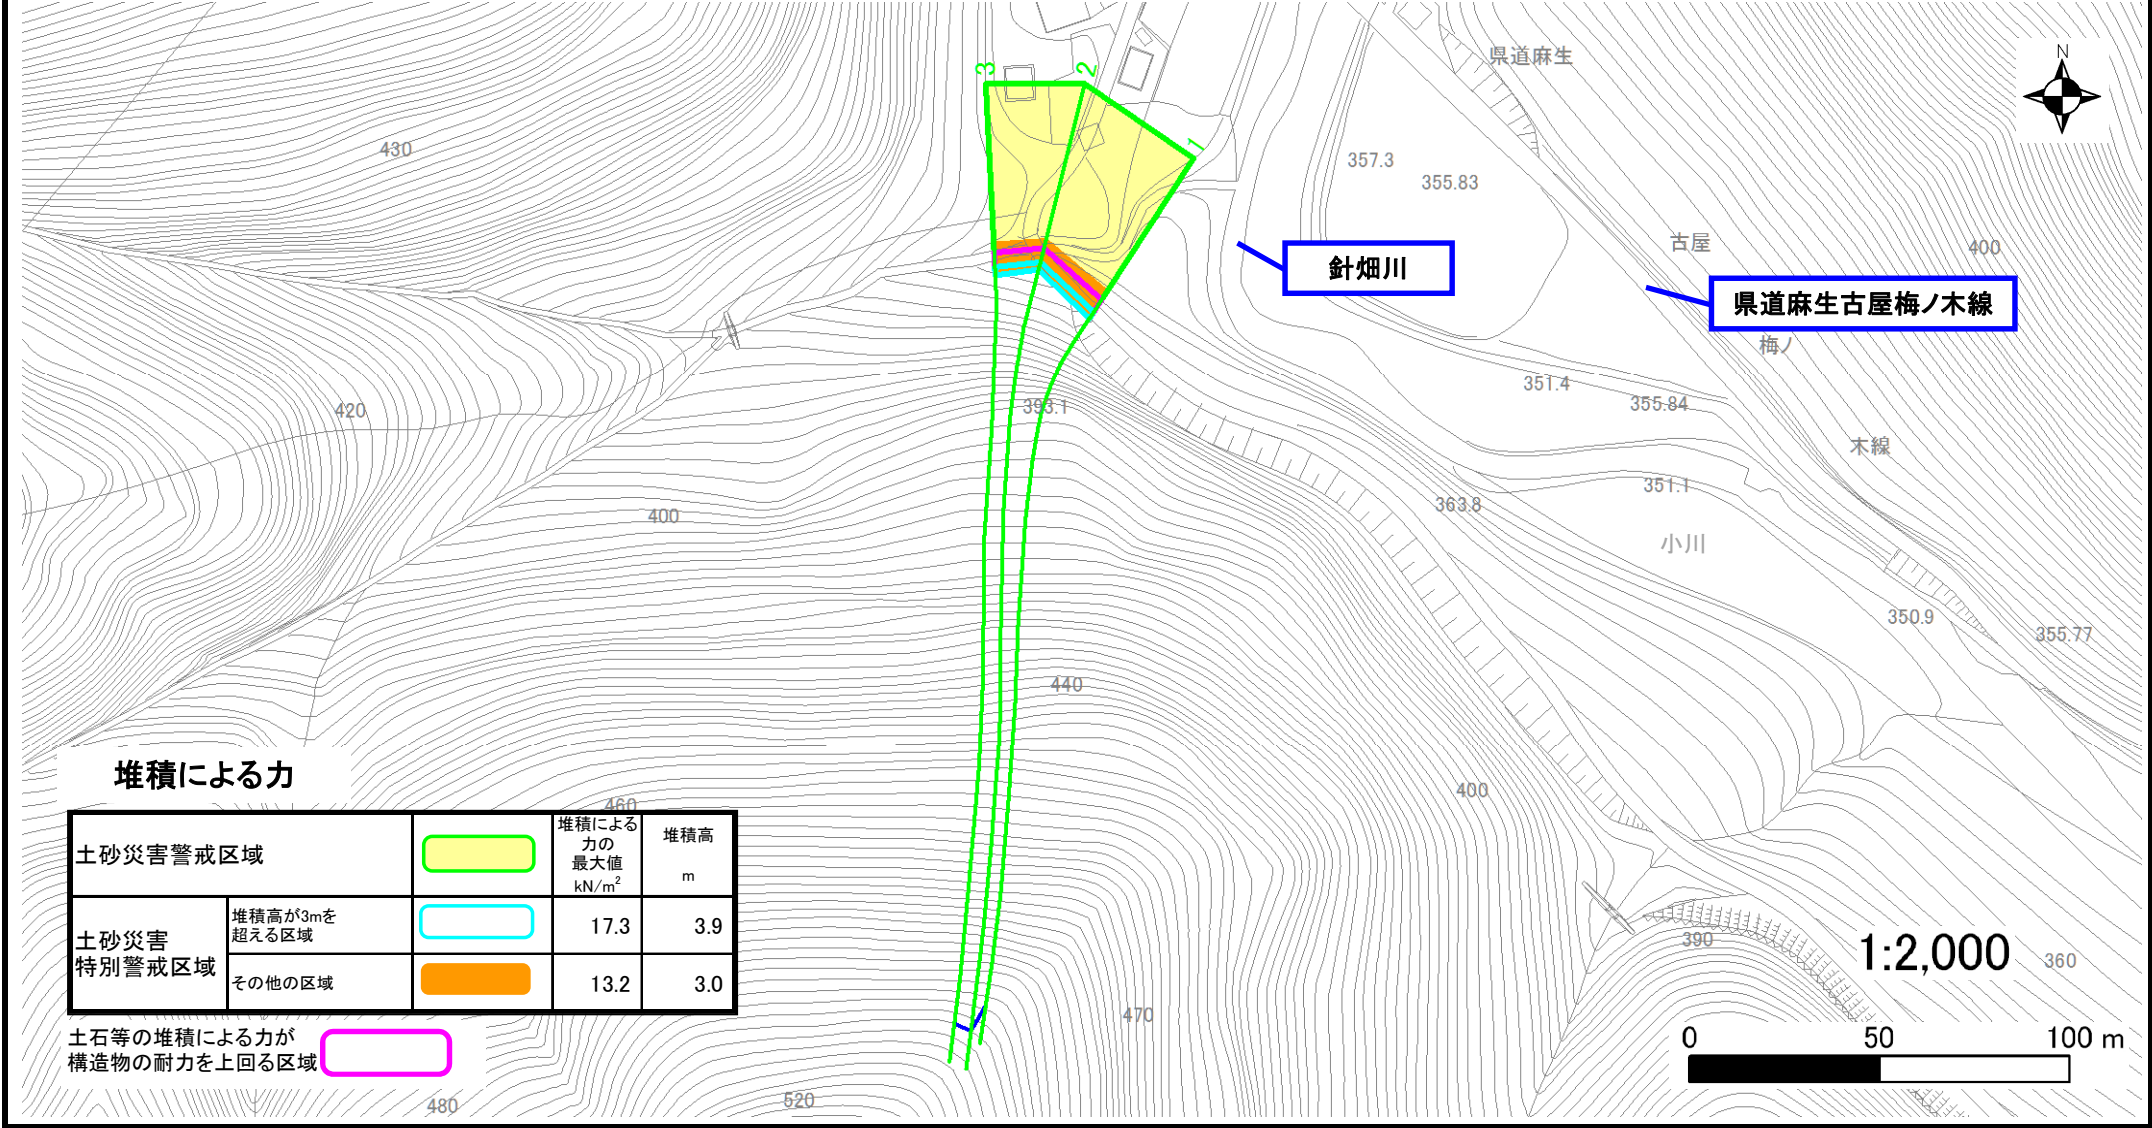 県道麻生
N
3
2
1
430
357.3
355.83
古屋
400
針畑川
県道麻生古屋梅ノ木線
梅ノ
351.4
355.84
420
393.1
木線
351.1
363.8
400
小川
350.9
355.77
440
堆積による力
400
460
土砂災害警戒区域
堆積による
力の
最大値
kN/m²
堆積高
m
土砂災害
特別警戒区域
堆積高が3mを
超える区域
17.3
3.9
その他の区域
13.2
3.0
土石等の堆積による力が
構造物の耐力を上回る区域
390
1:2,000
360
470
0
50
100 m
480
520